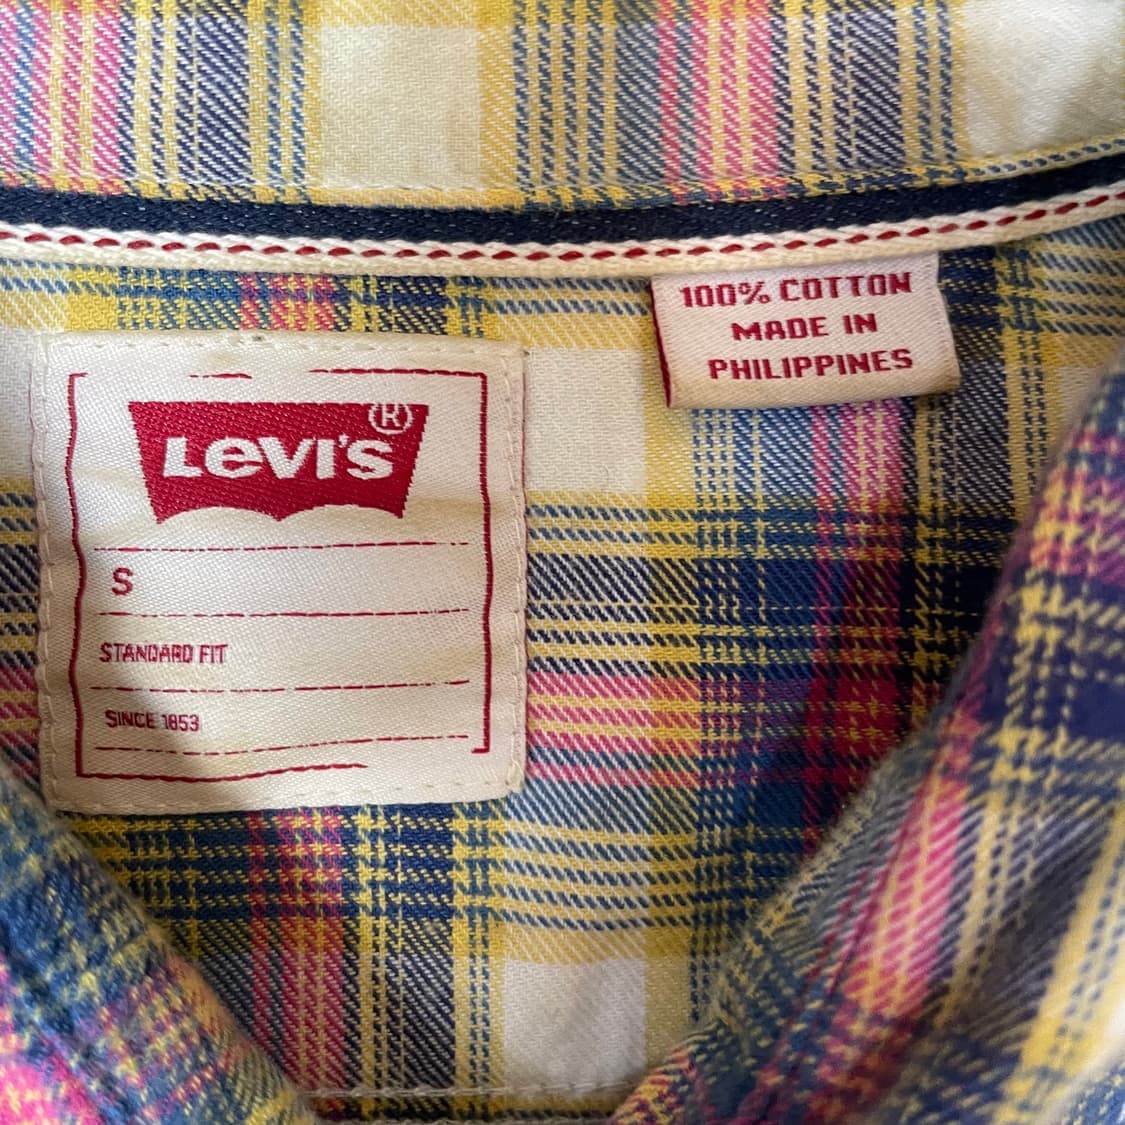 100% COTTON
MADE IN
PHILIPPINES
LEVI'S ®
S
STANDARD FIT
SINCE 1853